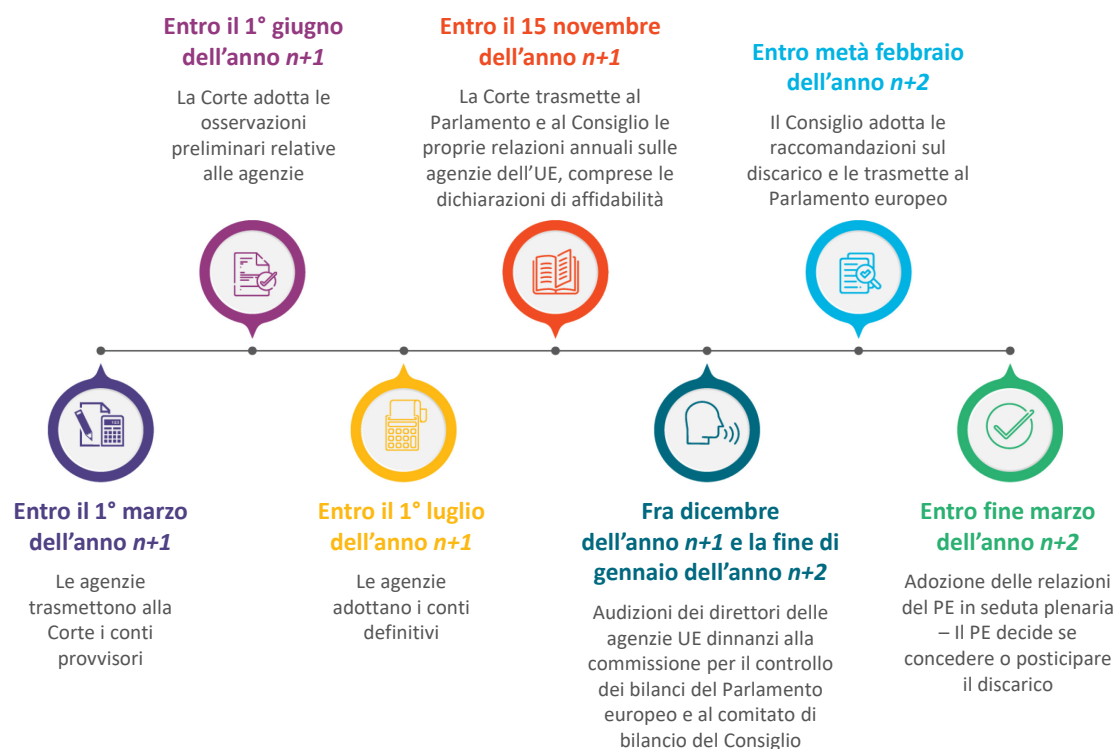 Entro il 1° giugno
dell'anno n+1
La Corte adotta le
osservazioni
preliminari relative
alle agenzie
Entro il 15 novembre
dell'anno n+1
La Corte trasmette al
Parlamento e al Consiglio le
proprie relazioni annuali sulle
agenzie dell'UE, comprese le
dichiarazioni di affidabilità
Entro metà febbraio
dell'anno n+2
Il Consiglio adotta le
raccomandazioni sul
discarico e le trasmette al
Parlamento europeo
Entro il 1° marzo
dell'anno n+1
Le agenzie
trasmettono alla
Corte i conti
provvisori
Entro il 1° luglio
dell'anno n+1
Le agenzie
adottano i conti
definitivi
Fra dicembre
dell'anno n+1 e la fine di
gennaio dell'anno n+2
Audizioni dei direttori delle
agenzie UE dinnanzi alla
commissione per il controllo
dei bilanci del Parlamento
europeo e al comitato di
bilancio del Consiglio
Entro fine marzo
dell'anno n+2
Adozione delle relazioni
del PE in seduta plenaria
– Il PE decide se
concedere o posticipare
il discarico